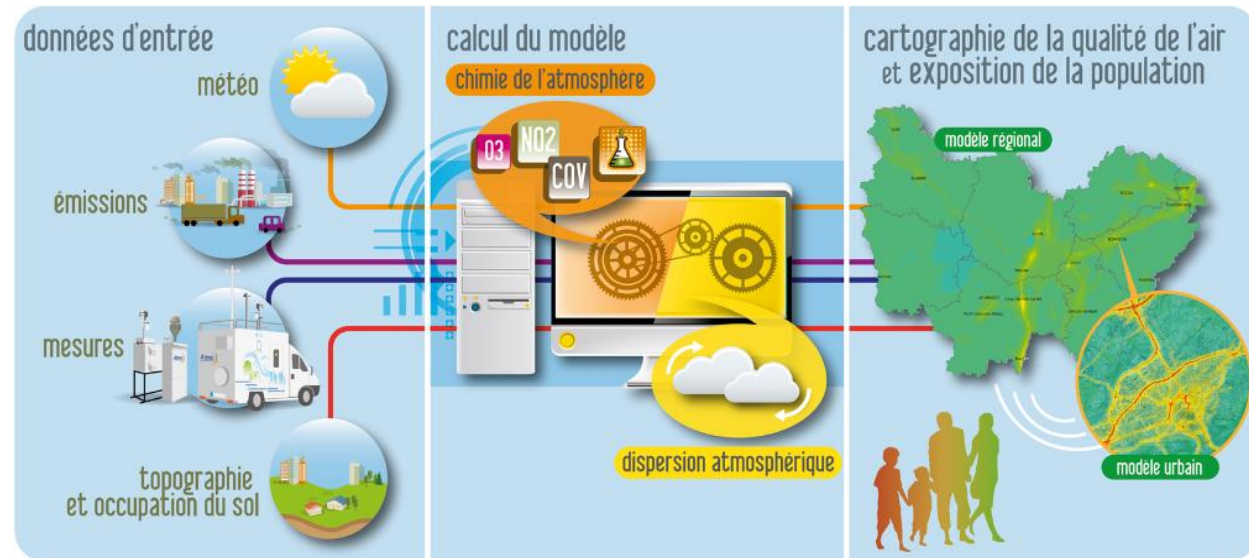 données d'entrée
météo
émissions
mesures
topographie
et occupation du sol
calcul du modèle
chimie de l'atmosphère
O3
NO2
COV
dispersion atmosphérique
cartographie de la qualité de l'air
et exposition de la population
modèle régional
modèle urbain